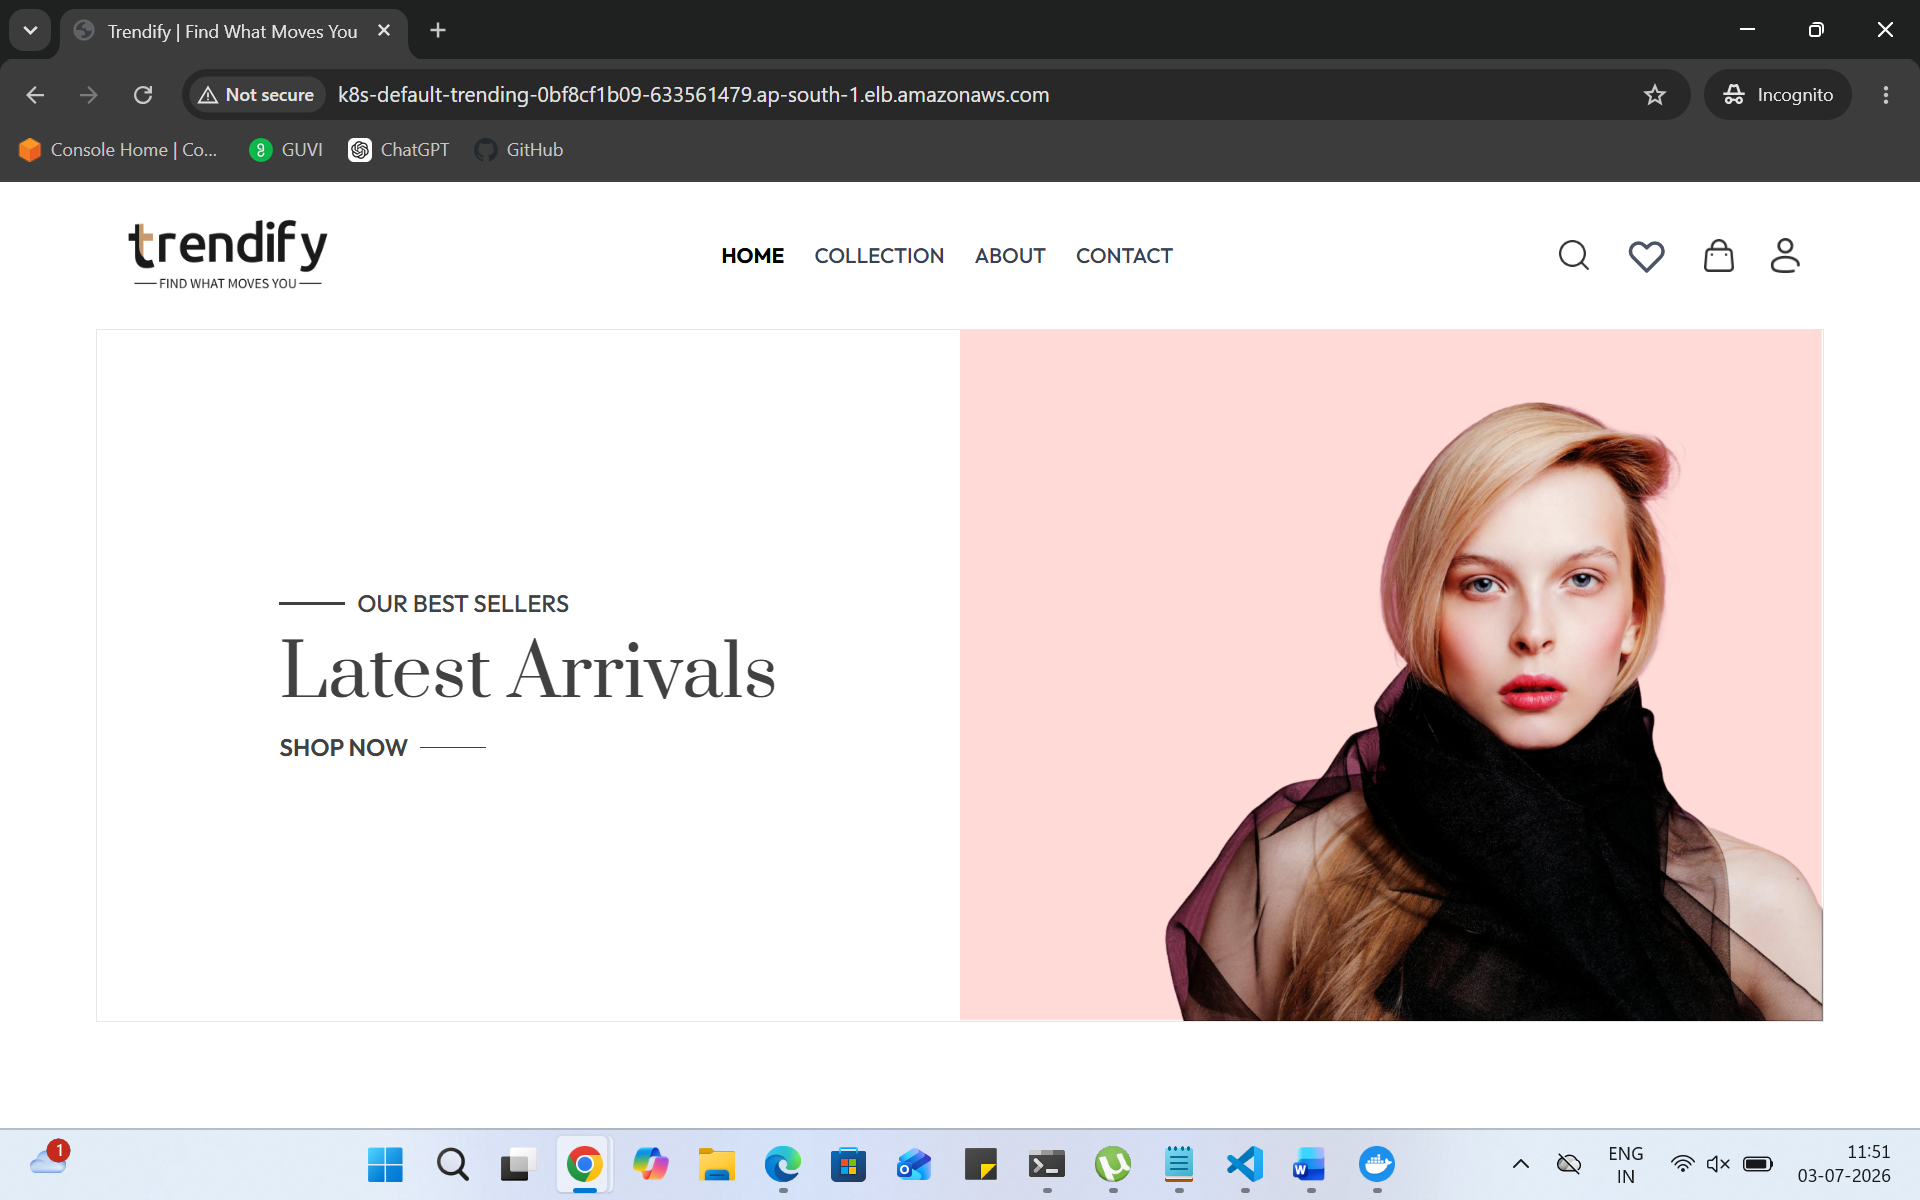 Trendify | Find What Moves You
Not secure
k8s-default-trending-0bf8cf1b09-633561479.ap-south-1.elb.amazonaws.com
Incognito
Console Home | Co...
GUVI
ChatGPT
GitHub
trendify
FIND WHAT MOVES YOU
HOME
COLLECTION
ABOUT
CONTACT
OUR BEST SELLERS
Latest Arrivals
SHOP NOW
1
ENG
IN
11:51
03-07-2026